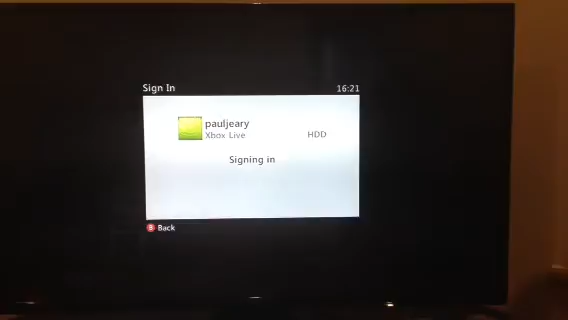 Sign In 16:21
pauljeary
Xbox Live HDD
Signing in
B Back